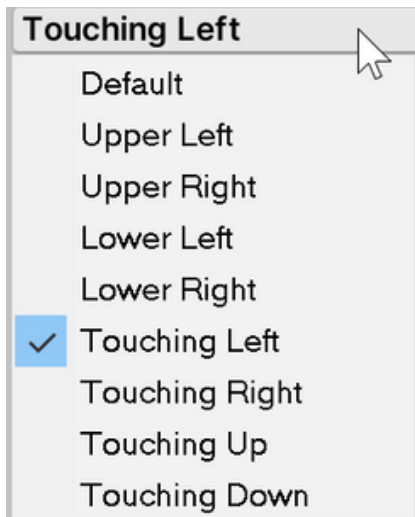 Touching Left
Default
Upper Left
Upper Right
Lower Left
Lower Right
Touching Left
Touching Right
Touching Up
Touching Down